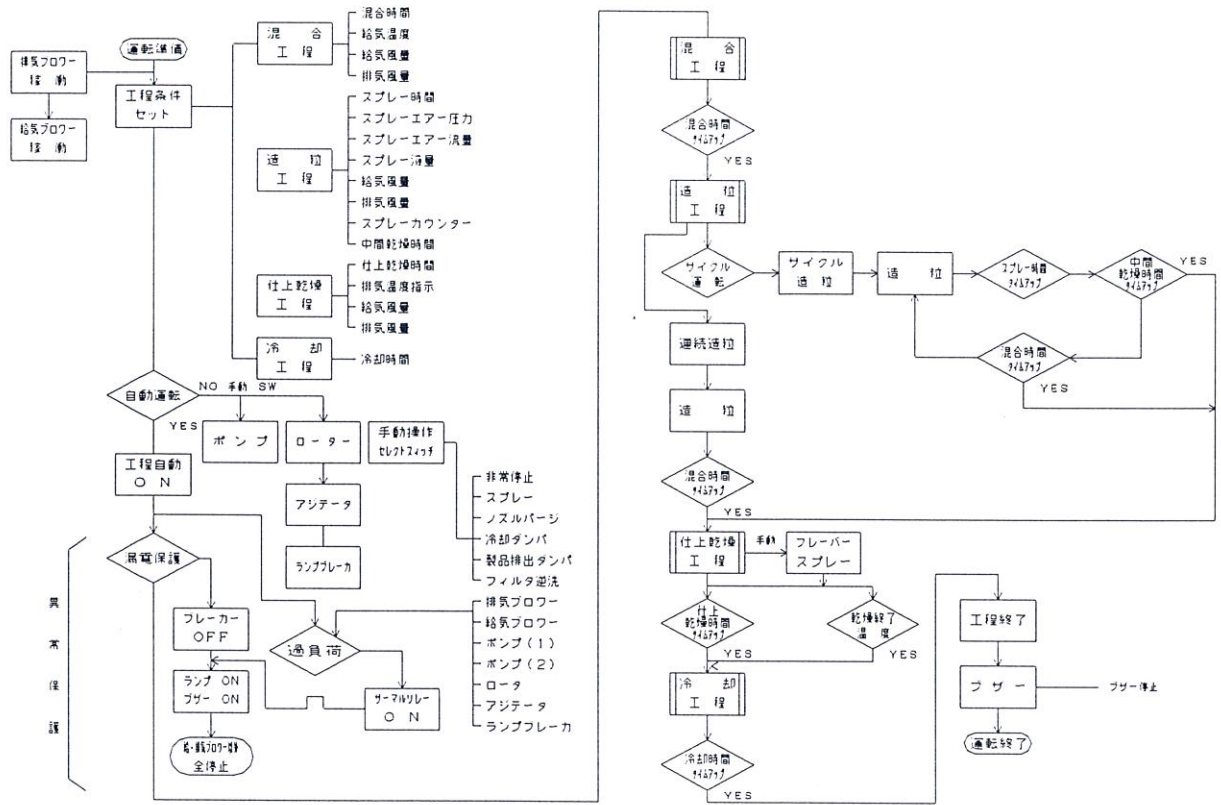 運転準備
排気ブロワー
稼 動
給気ブロワー
稼 動
工程条件
セット
混 合
工 程
混合時間
給気温度
給気風量
排気風量
造 粒
工 程
スプレー時間
スプレーエアー圧力
スプレーエアー流量
スプレー液量
給気風量
排気風量
スプレーカウンター
中間乾燥時間
仕上乾燥
工 程
仕上乾燥時間
排気温度指示
給気風量
排気風量
冷 却
工 程
冷却時間
自動運転
NO 手動 SW
YES
ポンプ
ローター
アジテータ
ランプブレーカ
手動操作
セレクトスイッチ
非常停止
スプレー
ノズルパージ
冷却ダンパ
製品排出ダンパ
フィルタ逆洗
工程自動
ON
異常保護
漏電保護
ブレーカー
OFF
ランプ ON
ブザー ON
全停止
過負荷
サーマルリレー
ON
排気ブロワー
給気ブロワー
ポンプ(1)
ポンプ(2)
ロータ
アジテータ
ランプブレーカ
混 合
工 程
混合時間
タイムアップ
YES
造 粒
工 程
サイクル
運 転
サイクル
造 粒
造 粒
スプレー時間
タイムアップ
中間
乾燥時間
タイムアップ
YES
混合時間
タイムアップ
YES
連続造粒
造 粒
混合時間
タイムアップ
YES
仕上乾燥
工 程
手動
フレーバー
スプレー
仕上
乾燥時間
タイムアップ
YES
乾燥終了
温 度
YES
冷 却
工 程
冷却時間
タイムアップ
YES
工程終了
ブザー
ブザー停止
運転終了